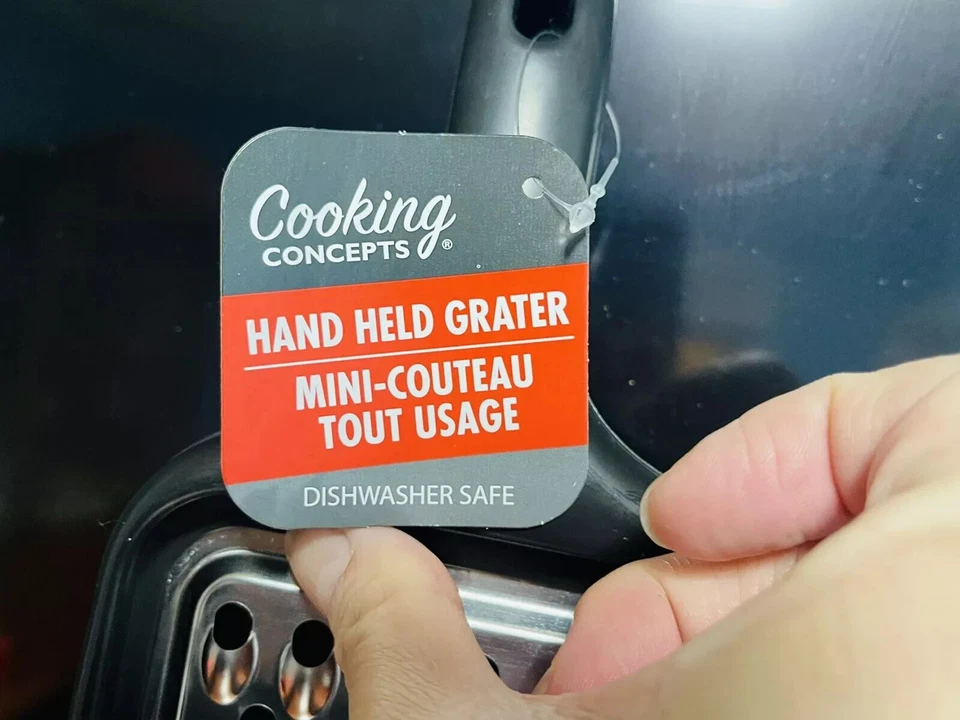 Cooking
CONCEPTS®
HAND HELD GRATER
MINI-COUTEAU
TOUT USAGE
DISHWASHER SAFE